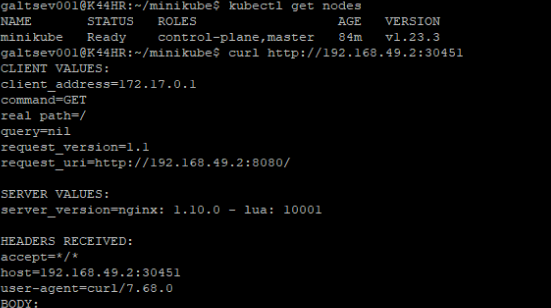 galtsev001@K44HR:~/minikube$ kubectl get nodes
NAME STATUS ROLES AGE VERSION
minikube Ready control-plane,master 84m v1.23.3
galtsev001@K44HR:~/minikube$ curl http://192.168.49.2:30451
CLIENT VALUES:
client_address=172.17.0.1
command=GET
real path=/
query=nil
request_version=1.1
request_uri=http://192.168.49.2:8080/

SERVER VALUES:
server_version=nginx: 1.10.0 - lua: 10001

HEADERS RECEIVED:
accept=*/*
host=192.168.49.2:30451
user-agent=curl/7.68.0
BODY: